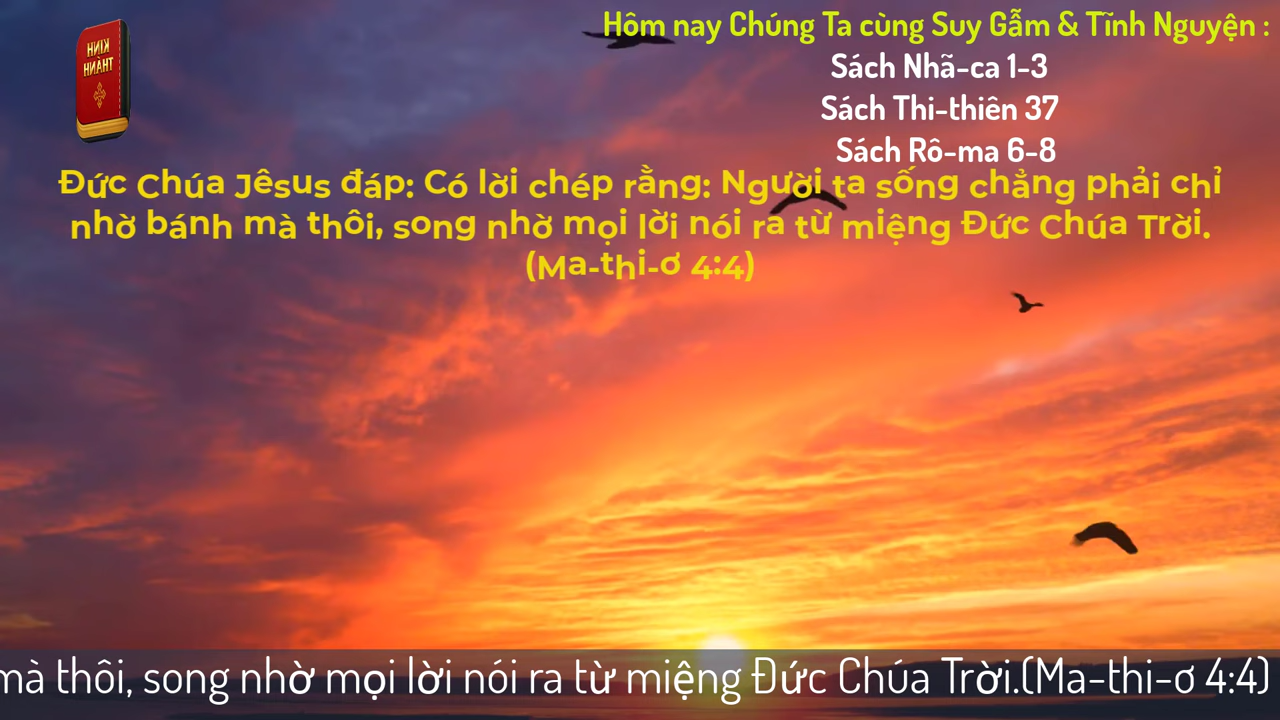 KINH
THÁNH
Hôm nay Chúng Ta cùng Suy Gẫm & Tĩnh Nguyện :
Sách Nhã-ca 1-3
Sách Thi-thiên 37
Sách Rô-ma 6-8
Đức Chúa Jêsus đáp: Có lời chép rằng: Người ta sống chẳng phải chỉ
nhờ bánh mà thôi, song nhờ mọi lời nói ra từ miệng Đức Chúa Trời.
(Ma-thi-ơ 4:4)
mà thôi, song nhờ mọi lời nói ra từ miệng Đức Chúa Trời.(Ma-thi-ơ 4:4)